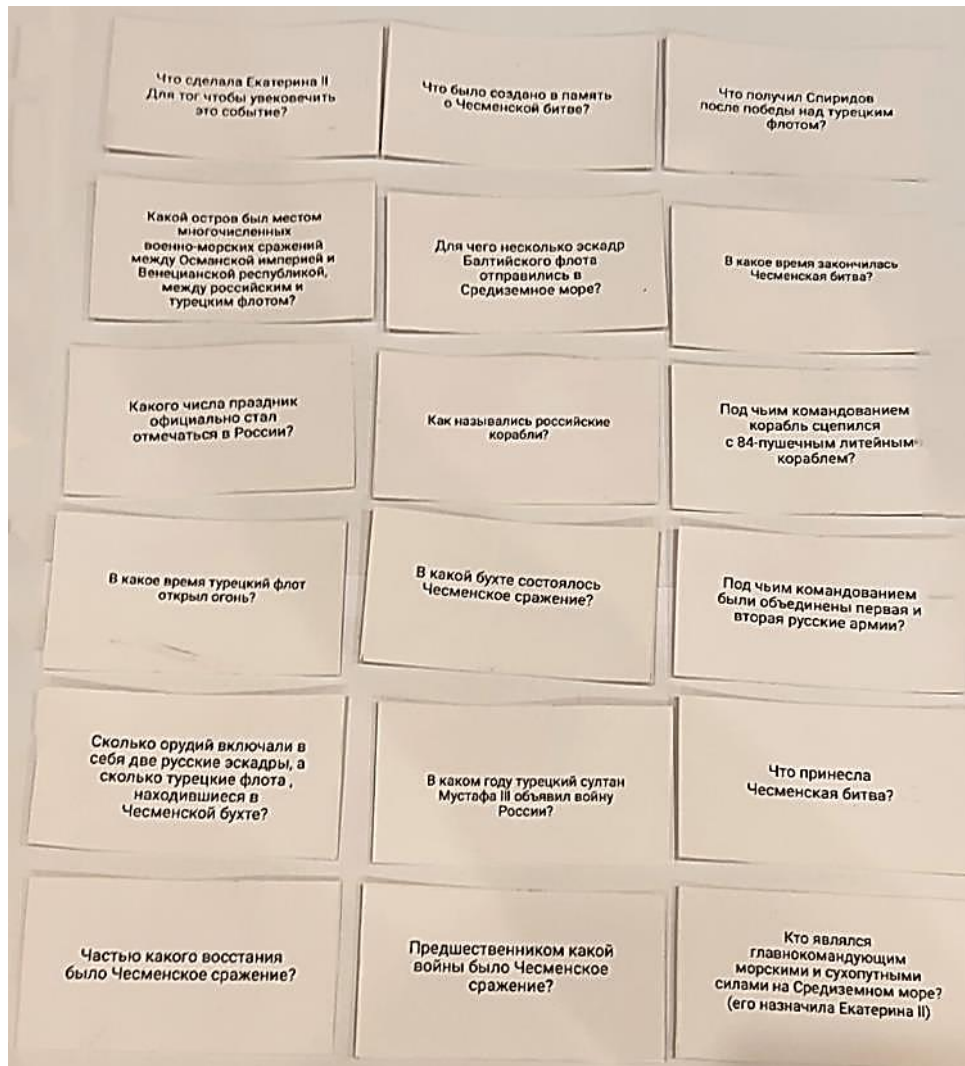 Что сделала Екатерина II
Для тог чтобы увековечить
это событие?
Что было создано в память
о Чесменской битве?
Что получил Спиридов
после победы над турецким
флотом?
Какой остров был местом
многочисленных
военно-морских сражений
между Османской империей и
Венецианской республикой,
между российским и
турецким флотом?
Для чего несколько эскадр
Балтийского флота
отправились в
Средиземное море?
В какое время закончилась
Чесменская битва?
Какого числа праздник
официально стал
отмечаться в России?
Как назывались российские
корабли?
Под чьим командованием
корабль сцепился
с 84-пушечным литейным
кораблем?
В какое время турецкий флот
открыл огонь?
В какой бухте состоялось
Чесменское сражение?
Под чьим командованием
были объединены первая и
вторая русские армии?
Сколько орудий включали в
себя две русские эскадры, а
сколько турецкие флота ,
находившиеся в
Чесменской бухте?
В каком году турецкий султан
Мустафа III объявил войну
России?
Что принесла
Чесменская битва?
Частью какого восстания
было Чесменское сражение?
Предшественником какой
войны было Чесменское
сражение?
Кто являлся
главнокомандующим
морскими и сухопутными
силами на Средиземном море?
(его назначила Екатерина II)